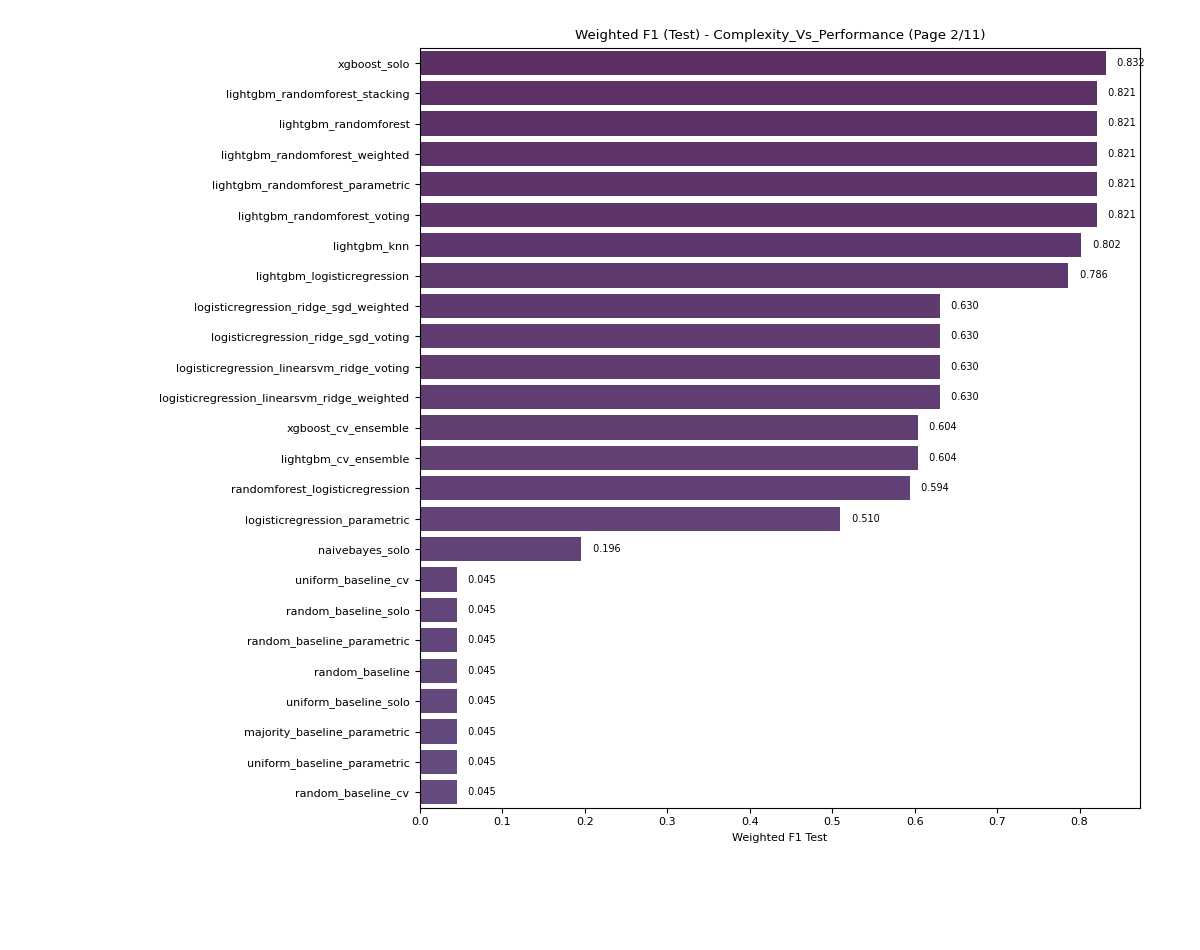 Weighted F1 (Test) - Complexity_Vs_Performance (Page 2/11)
xgboost_solo 0.832
lightgbm_randomforest_stacking 0.821
lightgbm_randomforest 0.821
lightgbm_randomforest_weighted 0.821
lightgbm_randomforest_parametric 0.821
lightgbm_randomforest_voting 0.821
lightgbm_knn 0.802
lightgbm_logisticregression 0.786
logisticregression_ridge_sgd_weighted 0.630
logisticregression_ridge_sgd_voting 0.630
logisticregression_linearsvm_ridge_voting 0.630
logisticregression_linearsvm_ridge_weighted 0.630
xgboost_cv_ensemble 0.604
lightgbm_cv_ensemble 0.604
randomforest_logisticregression 0.594
logisticregression_parametric 0.510
naivebayes_solo 0.196
uniform_baseline_cv 0.045
random_baseline_solo 0.045
random_baseline_parametric 0.045
random_baseline 0.045
uniform_baseline_solo 0.045
majority_baseline_parametric 0.045
uniform_baseline_parametric 0.045
random_baseline_cv 0.045
0.0 0.1 0.2 0.3 0.4 0.5 0.6 0.7 0.8
Weighted F1 Test